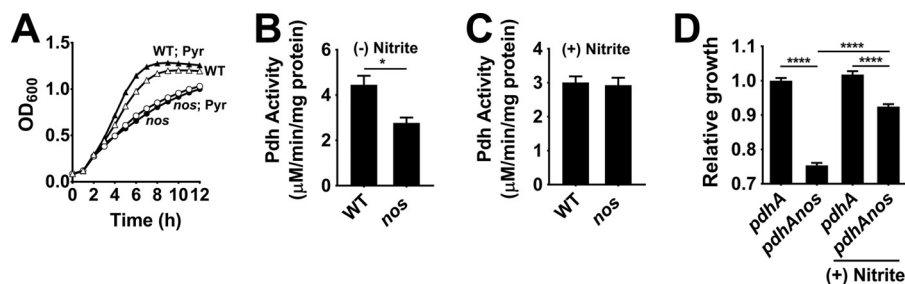 A
OD600
1.5
1.0
0.5
0.0
WT; Pyr
WT
nos; Pyr
nos
0 2 4 6 8 10 12
Time (h)
B
(-) Nitrite
Pdh Activity
(µM/min/mg protein)
6
4
2
0
*
WT
nos
C
(+) Nitrite
Pdh Activity
(µM/min/mg protein)
4
3
2
1
0
WT
nos
D
Relative growth
1.1
1.0
0.9
0.8
0.7
****
****
****
pdhA
pdhAnos
pdhA
pdhAnos
(+) Nitrite